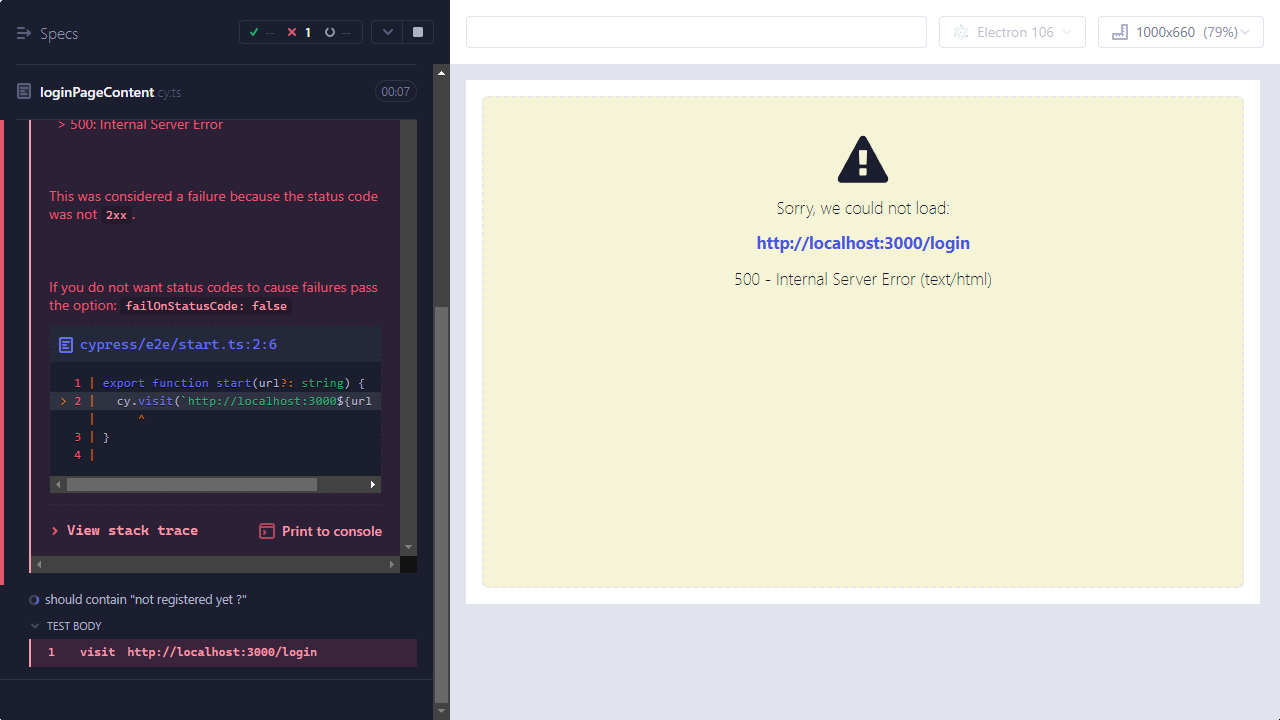 Specs
-- 1 --
loginPageContent.cy.ts 00:07
> 500: Internal Server Error
This was considered a failure because the status code
was not 2xx.
If you do not want status codes to cause failures pass
the option: failOnStatusCode: false
cypress/e2e/start.ts:2:6
1 | export function start(url?: string) {
> 2 | cy.visit(`http://localhost:3000${url
| ^
3 | }
4 |
View stack trace
Print to console
should contain "not registered yet ?"
TEST BODY
1 visit http://localhost:3000/login
Electron 106
1000x660 (79%)
Sorry, we could not load:
http://localhost:3000/login
500 - Internal Server Error (text/html)